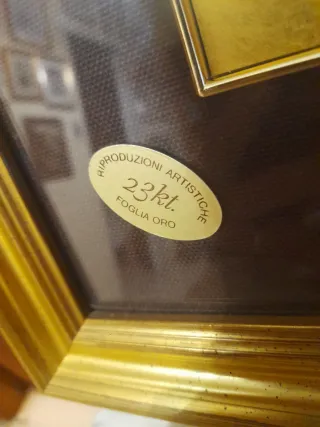 RIPRODUZIONI ARTISTICHE
23kt.
FOGLIA ORO